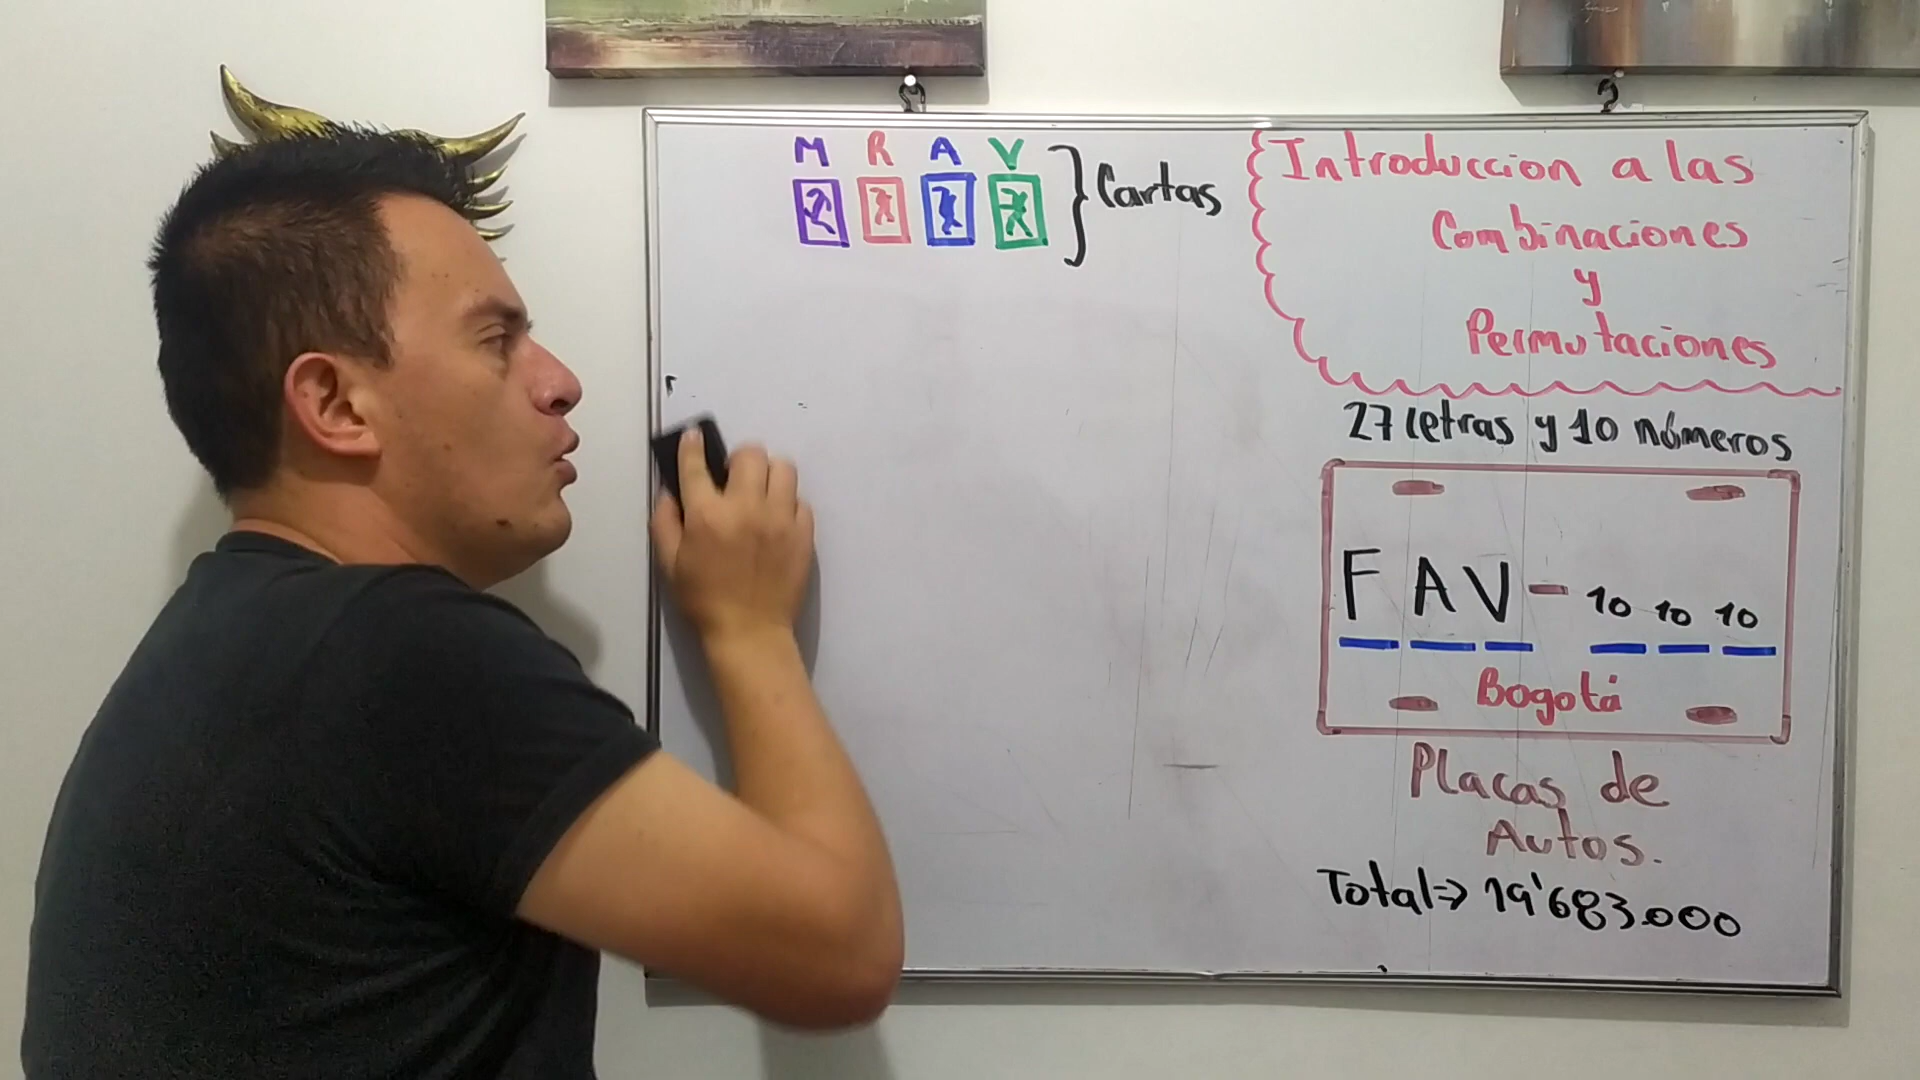 M R A V
Cartas
Introduccion a las
Combinaciones
y
Permutaciones
27 letras y 10 números
F A V - 10 10 10
Bogotá
Placas de
Autos.
Total => 19'683.000